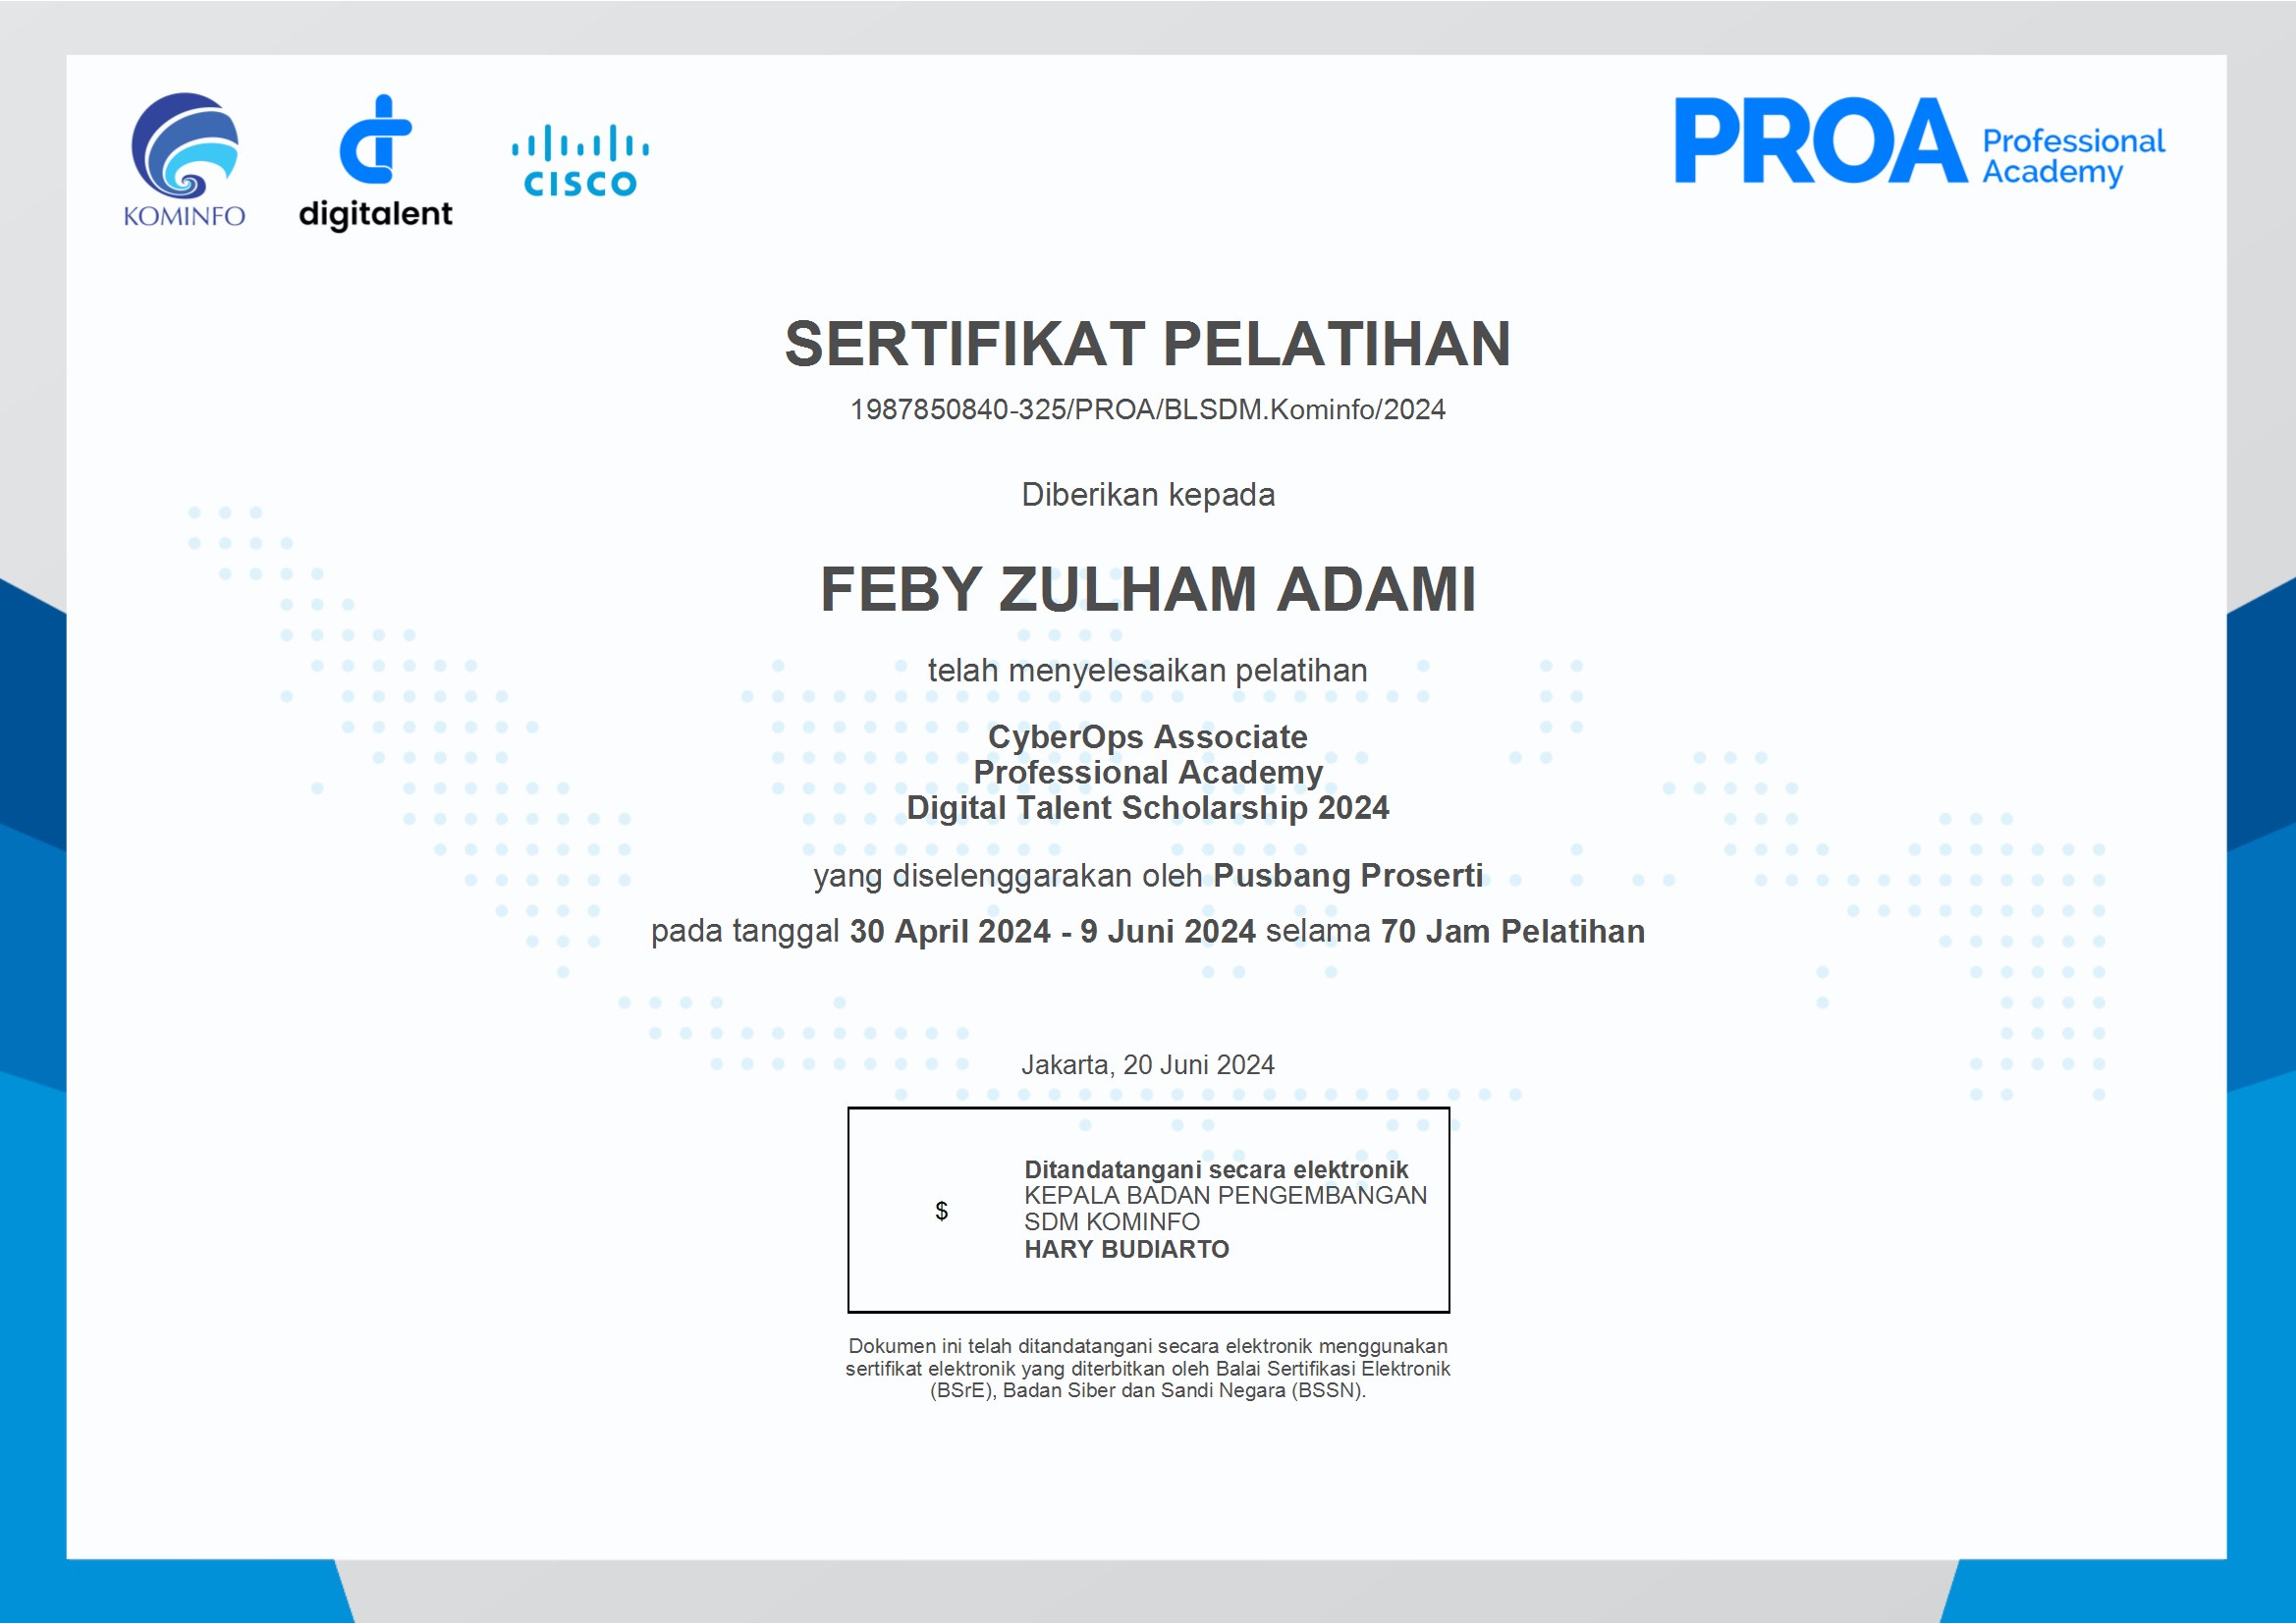 KOMINFO
digitalent
CISCO
PROA Professional
Academy
SERTIFIKAT PELATIHAN
1987850840-325/PROA/BLSDM.Kominfo/2024
Diberikan kepada
FEBY ZULHAM ADAMI
telah menyelesaikan pelatihan
CyberOps Associate
Professional Academy
Digital Talent Scholarship 2024
yang diselenggarakan oleh Pusbang Proserti
pada tanggal 30 April 2024 - 9 Juni 2024 selama 70 Jam Pelatihan
Jakarta, 20 Juni 2024
$
Ditandatangani secara elektronik
KEPALA BADAN PENGEMBANGAN
SDM KOMINFO
HARY BUDIARTO
Dokumen ini telah ditandatangani secara elektronik menggunakan
sertifikat elektronik yang diterbitkan oleh Balai Sertifikasi Elektronik
(BSrE), Badan Siber dan Sandi Negara (BSSN).